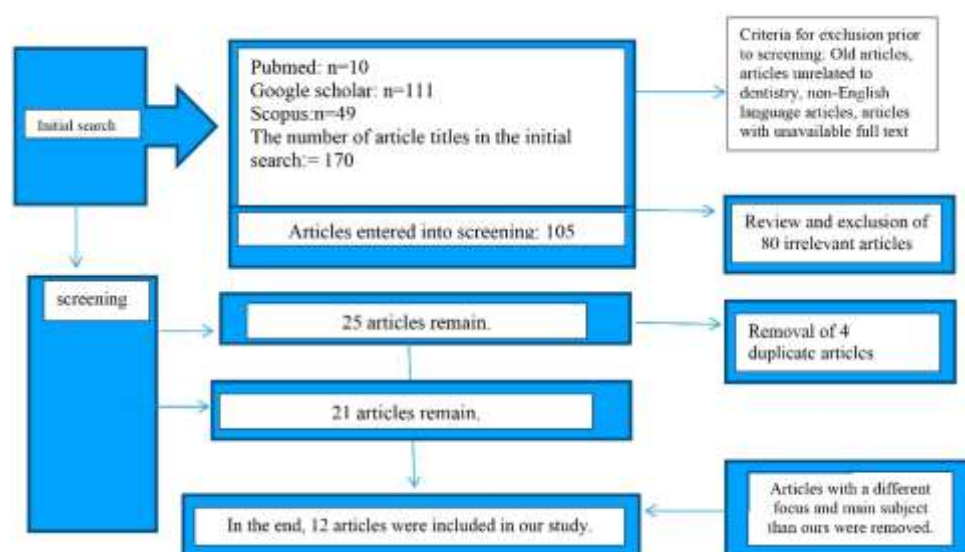 Initial search
Pubmed: n=10
Google scholar: n=111
Scopus:n=49
The number of article titles in the initial
search:= 170
Criteria for exclusion prior
to screening. Old articles,
articles unrelated to
dentistry, non-English
language articles, articles
with unavailable full text
Articles entered into screening: 105
Review and exclusion of
80 irrelevant articles
screening
25 articles remain.
Removal of 4
duplicate articles
21 articles remain.
In the end, 12 articles were included in our study.
Articles with a different
focus and main subject
than ours were removed.